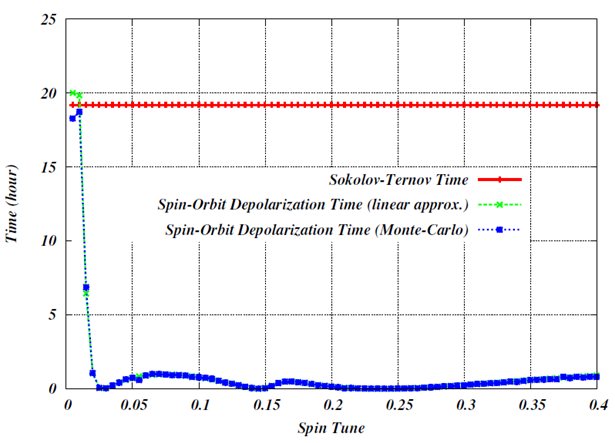 25
20
15
10
5
0
Time (hour)
Sokolov-Ternov Time
Spin-Orbit Depolarization Time (linear approx.)
Spin-Orbit Depolarization Time (Monte-Carlo)
0 0.05 0.1 0.15 0.2 0.25 0.3 0.35 0.4
Spin Tune